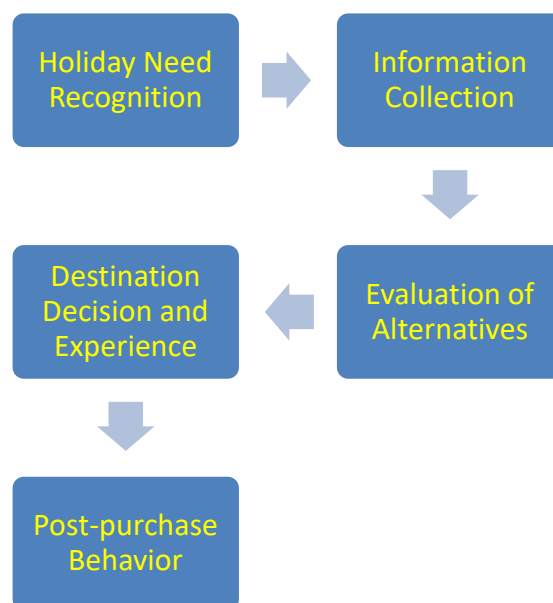 Holiday Need
Recognition
Information
Collection
Evaluation of
Alternatives
Destination
Decision and
Experience
Post-purchase
Behavior